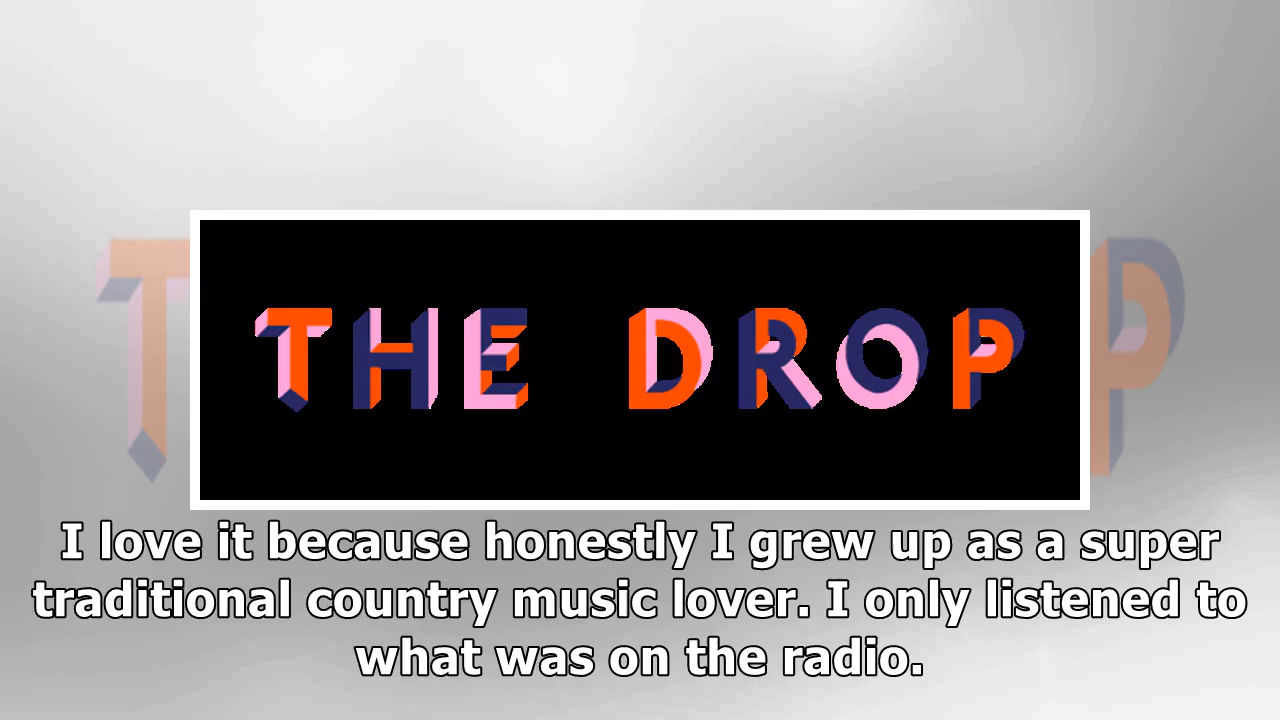 THE DROP
I love it because honestly I grew up as a super
traditional country music lover. I only listened to
what was on the radio.